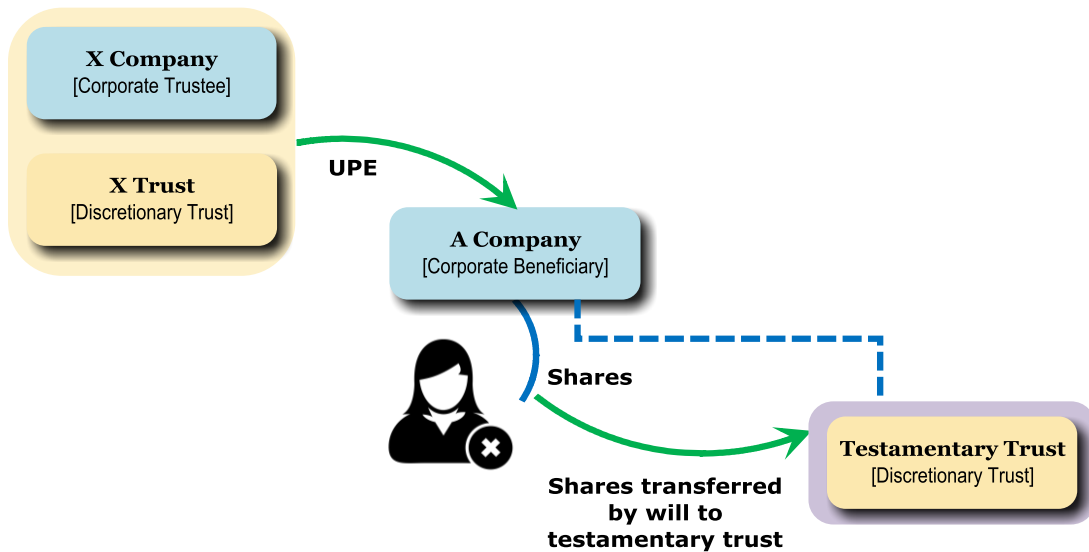 X Company
[Corporate Trustee]
X Trust
[Discretionary Trust]
UPE
A Company
[Corporate Beneficiary]
Shares
Testamentary Trust
[Discretionary Trust]
Shares transferred
by will to
testamentary trust